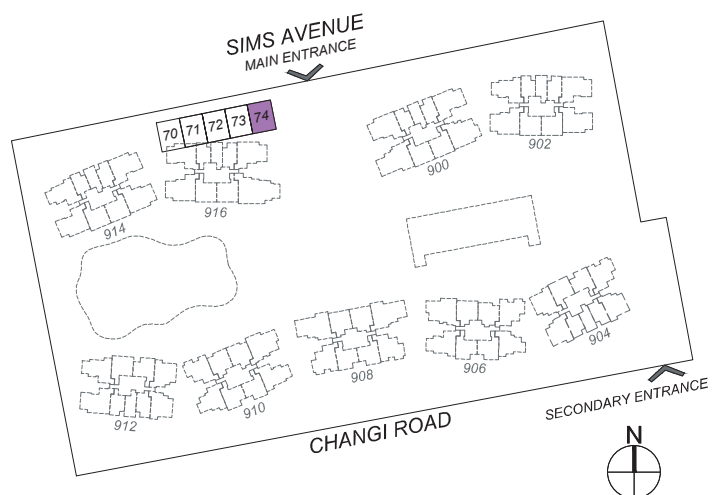 SIMS AVENUE
MAIN ENTRANCE
70 71 72 73 74
902
900
916
914
904
906
908
910
912
SECONDARY ENTRANCE
CHANGI ROAD
N